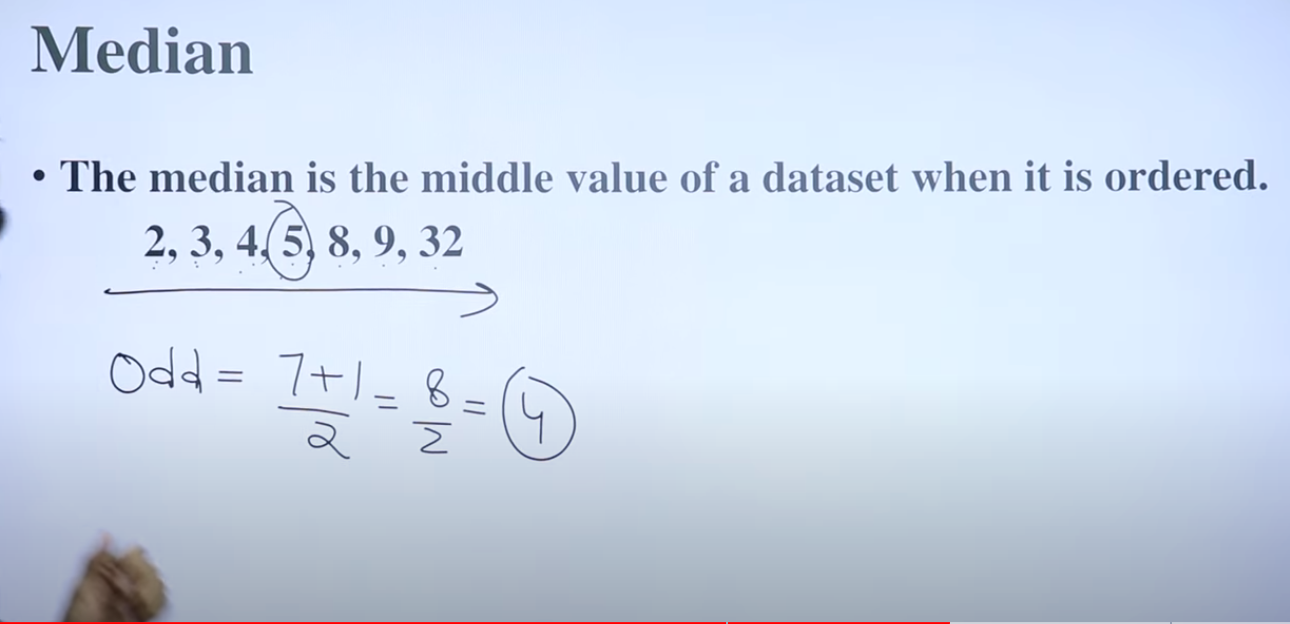 Median
• The median is the middle value of a dataset when it is ordered.
2, 3, 4, 5, 8, 9, 32
Odd = 7+1/2 = 8/2 = 4